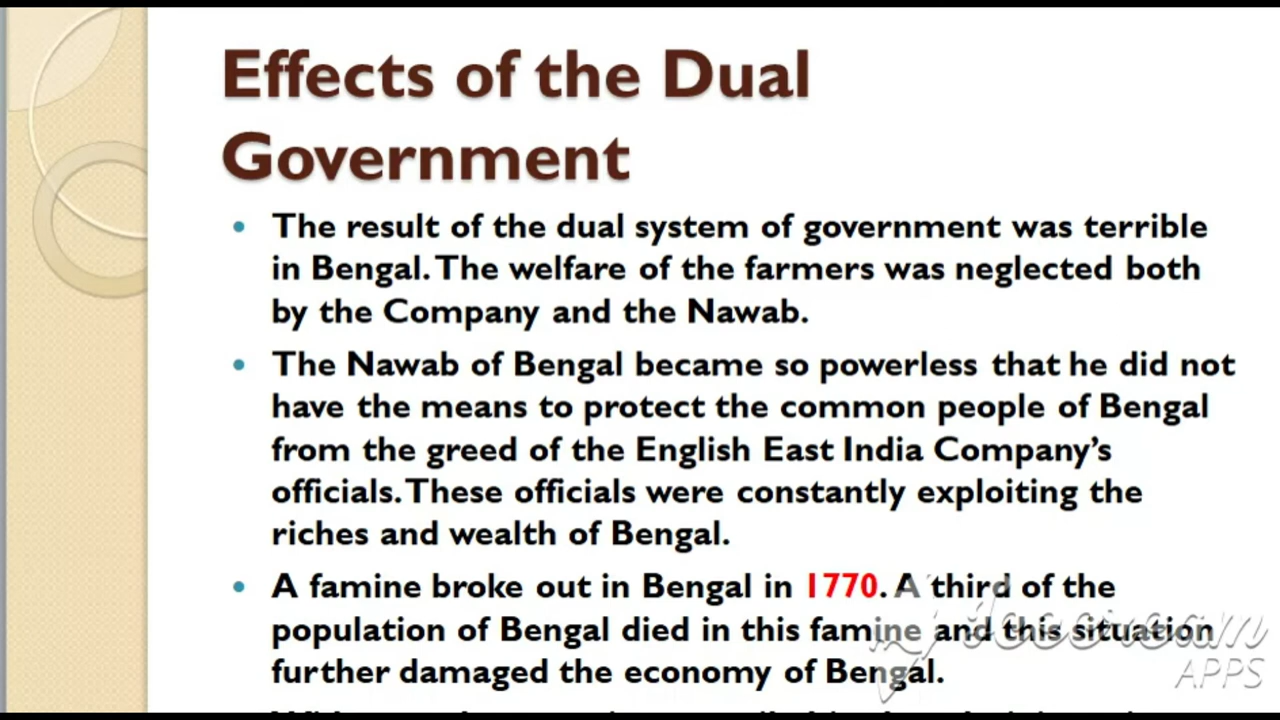 Effects of the Dual
Government
• The result of the dual system of government was terrible
in Bengal. The welfare of the farmers was neglected both
by the Company and the Nawab.
• The Nawab of Bengal became so powerless that he did not
have the means to protect the common people of Bengal
from the greed of the English East India Company's
officials. These officials were constantly exploiting the
riches and wealth of Bengal.
• A famine broke out in Bengal in 1770. A third of the
population of Bengal died in this famine and this situation
further damaged the economy of Bengal.
APPS